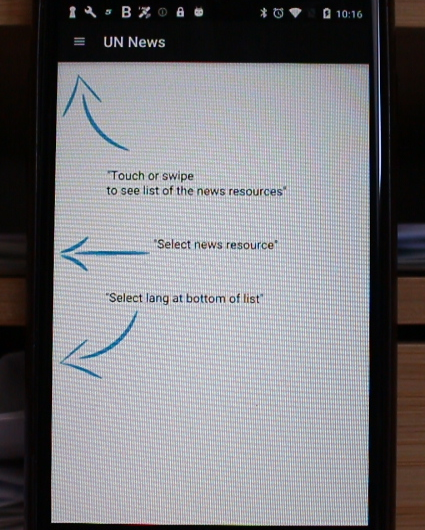 10:16
UN News
"Touch or swipe
to see list of the news resources"
"Select news resource"
"Select lang at bottom of list"